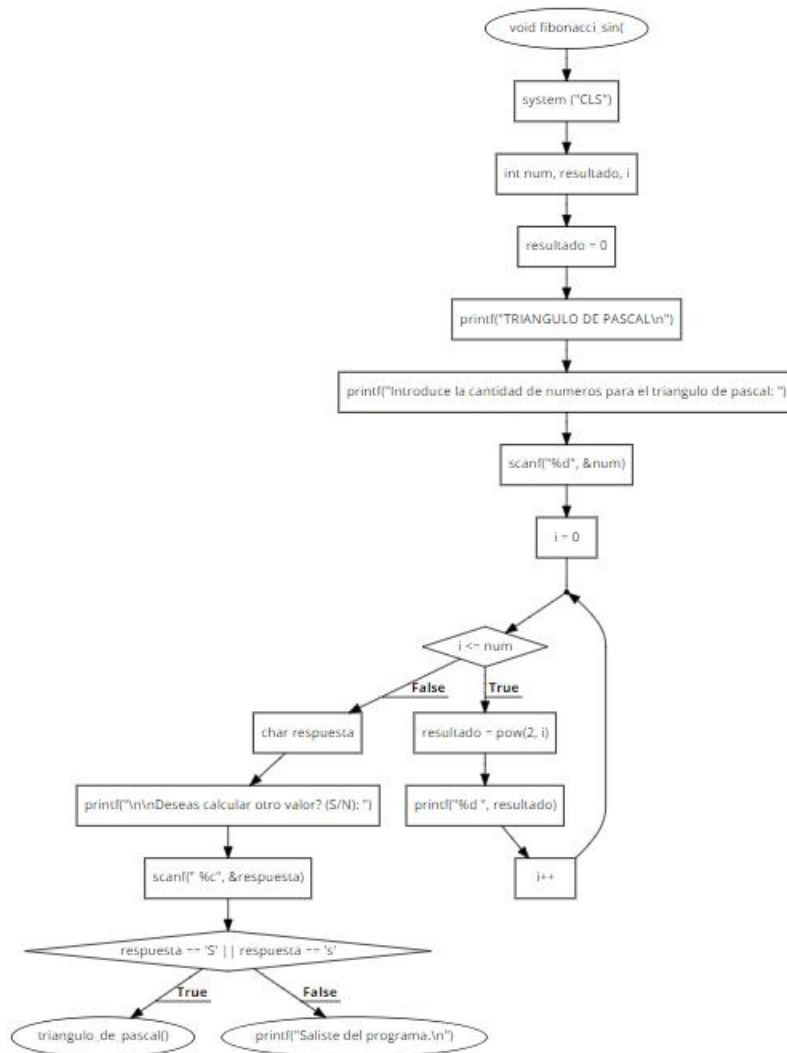 void fibonacci_sin(
system ("CLS")
int num, resultado, i
resultado = 0
printf("TRIANGULO DE PASCAL\n")
printf("Introduce la cantidad de numeros para el triangulo de pascal: ")
scanf("%d", &num)
i = 0
i <= num
False
True
char respuesta
resultado = pow(2, i)
printf("\n\nDeseas calcular otro valor? (S/N): ")
printf("%d ", resultado)
scanf(" %c", &respuesta)
i++
respuesta == 'S' || respuesta == 's'
True
False
triangulo_de_pascal()
printf("Saliste del programa.\n")